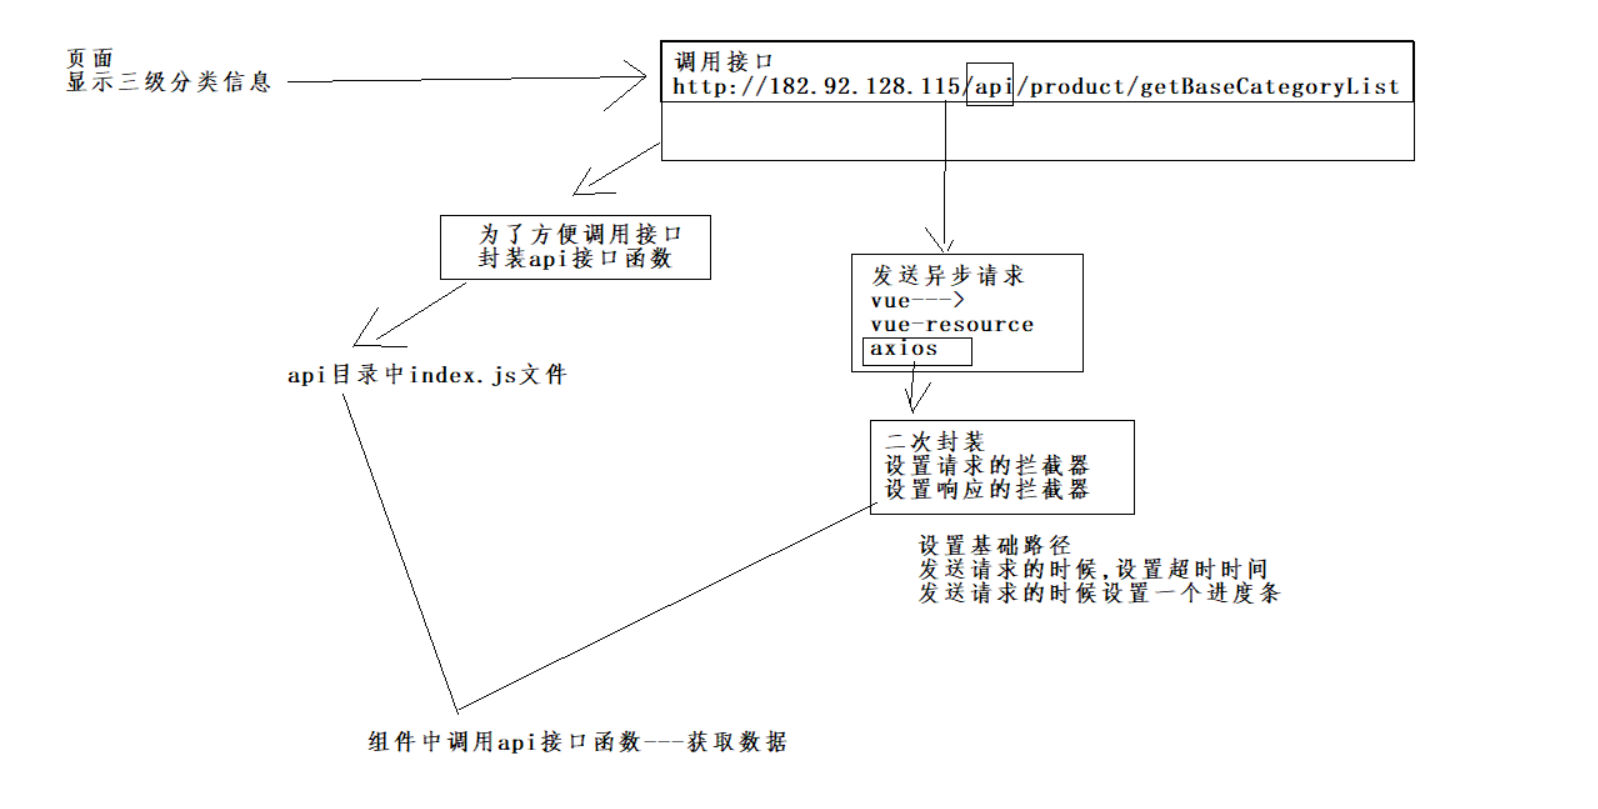 页面
显示三级分类信息
调用接口
http://182.92.128.115/api/product/getBaseCategoryList
为了方便调用接口
封装api接口函数
api目录中index.js文件
发送异步请求
vue--->
vue-resource
axios
二次封装
设置请求的拦截器
设置响应的拦截器
设置基础路径
发送请求的时候,设置超时时间
发送请求的时候设置一个进度条
组件中调用api接口函数---获取数据